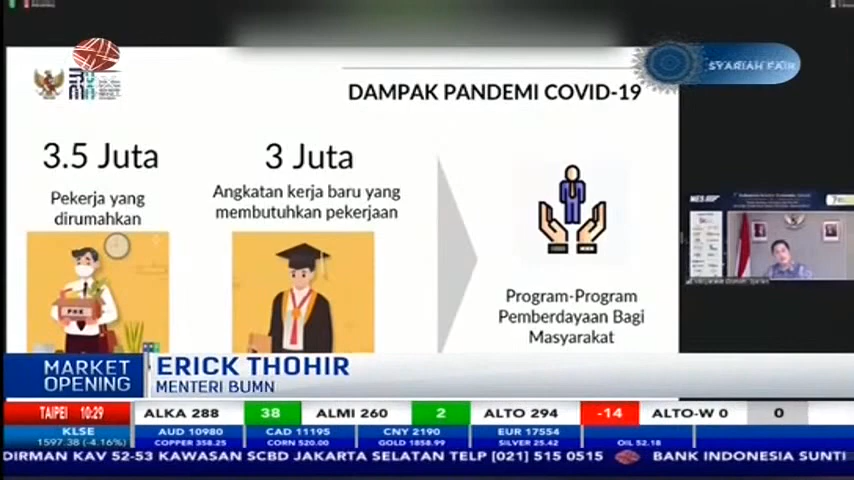 SYARIAH FAIR
DAMPAK PANDEMI COVID-19
3.5 Juta
Pekerja yang
dirumahkan
3 Juta
Angkatan kerja baru yang
membutuhkan pekerjaan
PHK
Program-Program
Pemberdayaan Bagi
Masyarakat
MARKET
OPENING
ERICK THOHIR
MENTERI BUMN
TAIPEI 10:29
ALKA 288 38 ALMI 260 2 ALTO 294 -14 ALTO-W 0 0
KLSE
1597.38 (-4.16%)
AUD 10980 CAD 11195 CNY 2190 EUR 17554
COPPER 358.25 CORN 520.00 GOLD 1858.99 SILVER 25.42 OIL 52.18
DIRMAN KAV 52-53 KAWASAN SCBD JAKARTA SELATAN TELP [021] 515 0515 BANK INDONESIA SUNTI